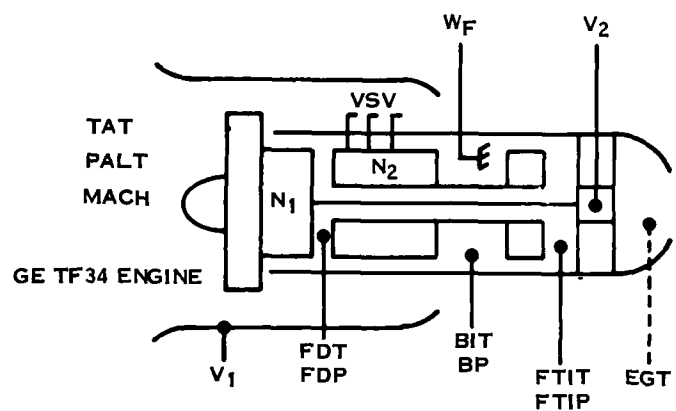 W_F
V_2
VSV
TAT
PALT
MACH
N_2
N_1
GE TF34 ENGINE
V_1
FDT
FDP
BIT
BP
FTIT
FTIP
EGT